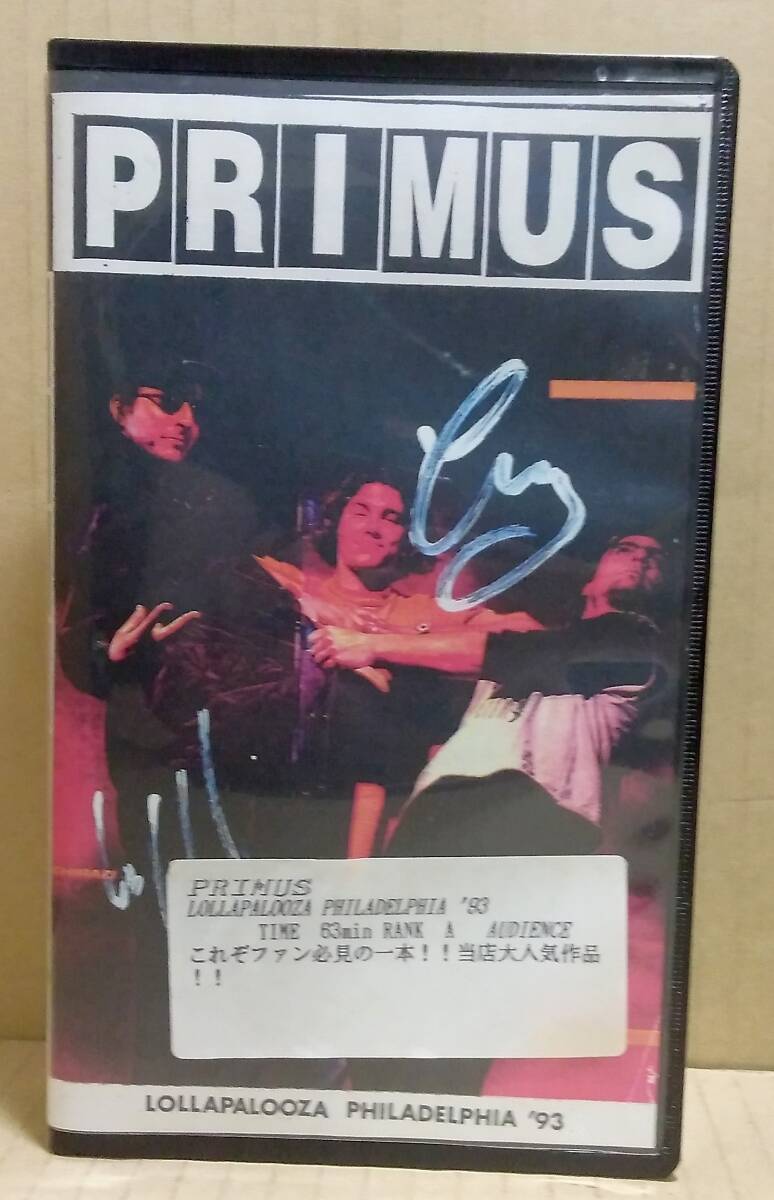 PRIMUS
PRIMUS
LOLLAPALOOZA PHILADELPHIA '93
TIME 63min RANK A AUDIENCE
これぞファン必見の一本！！当店大人気作品
！！
LOLLAPALOOZA PHILADELPHIA '93